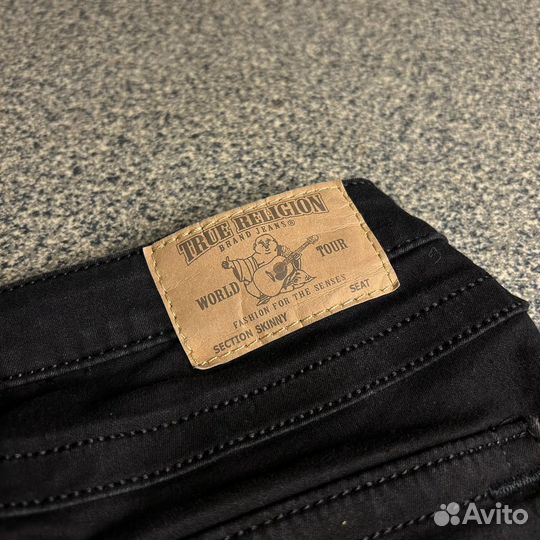 TRUE RELIGION
BRAND JEANS®
WORLD TOUR
FASHION FOR THE SENSES
SECTION SKINNY SEAT
Avito